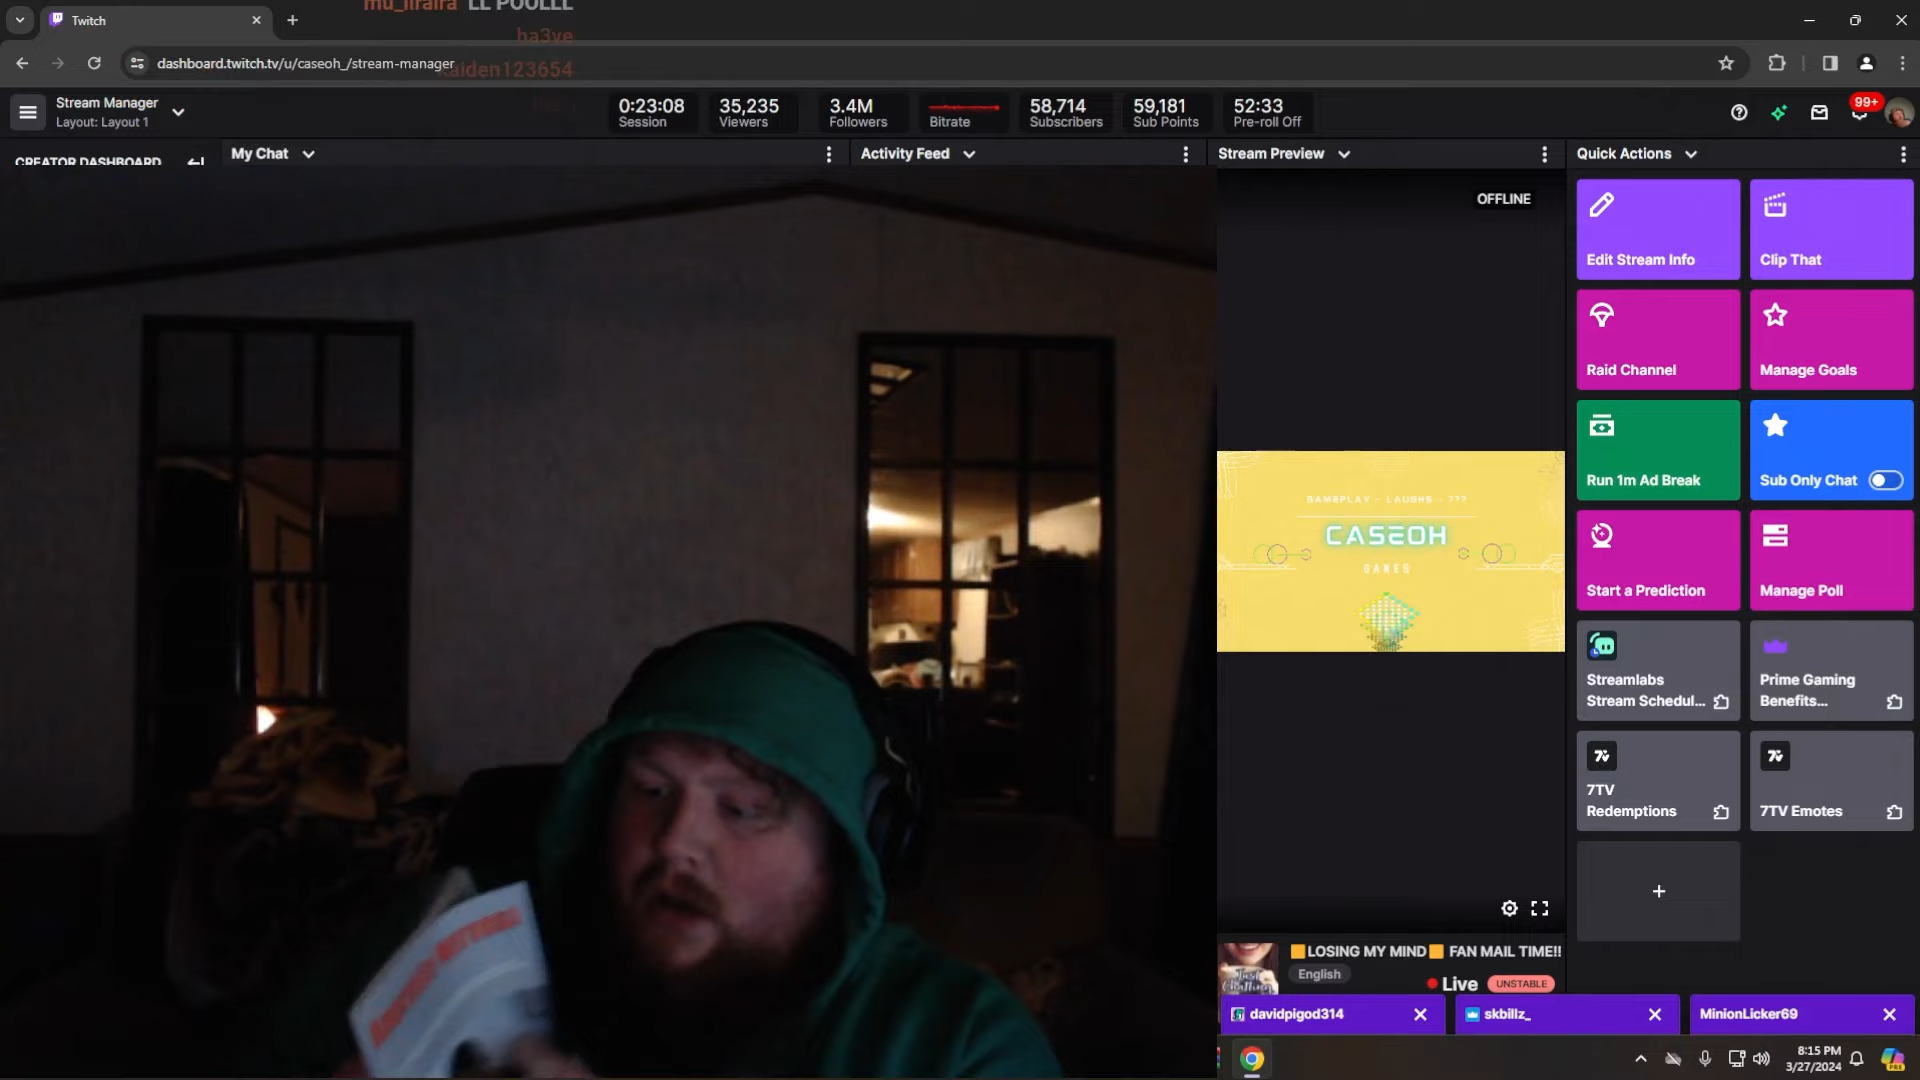 mu_liraira LL POOLLL
Twitch
ha3ve
dashboard.twitch.tv/u/caseoh_/stream-manager
kaiden123654
Stream Manager
Layout: Layout 1
0:23:08
Session
35,235
Viewers
3.4M
Followers
Bitrate
58,714
Subscribers
59,181
Sub Points
52:33
Pre-roll Off
99+
CREATOR DASHBOARD
My Chat
Activity Feed
Stream Preview
Quick Actions
OFFLINE
Edit Stream Info
Clip That
Raid Channel
Manage Goals
Run 1m Ad Break
Sub Only Chat
GAMEPLAY - LAUGHS - ???
CASEOH
GAMES
Start a Prediction
Manage Poll
Streamlabs
Stream Schedul...
Prime Gaming
Benefits...
7TV
Redemptions
7TV Emotes
LOSING MY MIND FAN MAIL TIME!!
English
Live
UNSTABLE
davidpigod314
skbillz_
MinionLicker69
8:15 PM
3/27/2024